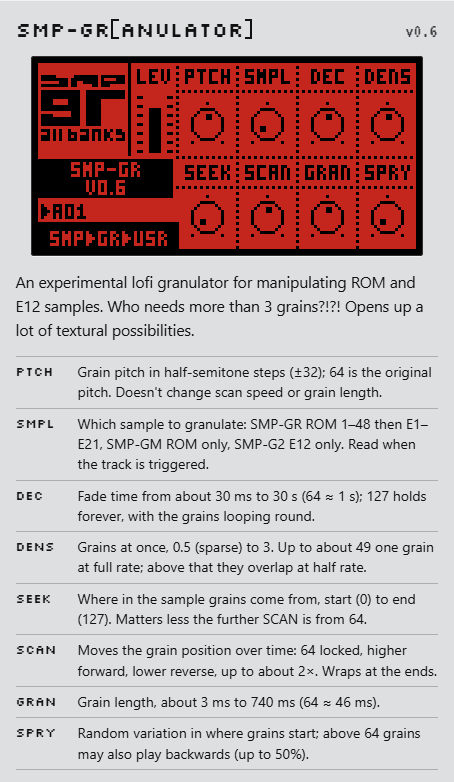 SMP-GR[ANULATOR]
v0.6
smp
gr
all banks
LEV PTCH SMPL DEC DENS
SMP-GR
V0.6
SEEK SCAN GRAN SPRY
A01
SMP▶GR▶USR
An experimental lofi granulator for manipulating ROM and
E12 samples. Who needs more than 3 grains?!?! Opens up a
lot of textural possibilities.
PTCH Grain pitch in half-semitone steps (±32); 64 is the original
pitch. Doesn't change scan speed or grain length.
SMPL Which sample to granulate: SMP-GR ROM 1–48 then E1–
E21, SMP-GM ROM only, SMP-G2 E12 only. Read when
the track is triggered.
DEC Fade time from about 30 ms to 30 s (64 ≈ 1 s); 127 holds
forever, with the grains looping round.
DENS Grains at once, 0.5 (sparse) to 3. Up to about 49 one grain
at full rate; above that they overlap at half rate.
SEEK Where in the sample grains come from, start (0) to end
(127). Matters less the further SCAN is from 64.
SCAN Moves the grain position over time: 64 locked, higher
forward, lower reverse, up to about 2×. Wraps at the ends.
GRAN Grain length, about 3 ms to 740 ms (64 ≈ 46 ms).
SPRY Random variation in where grains start; above 64 grains
may also play backwards (up to 50%).